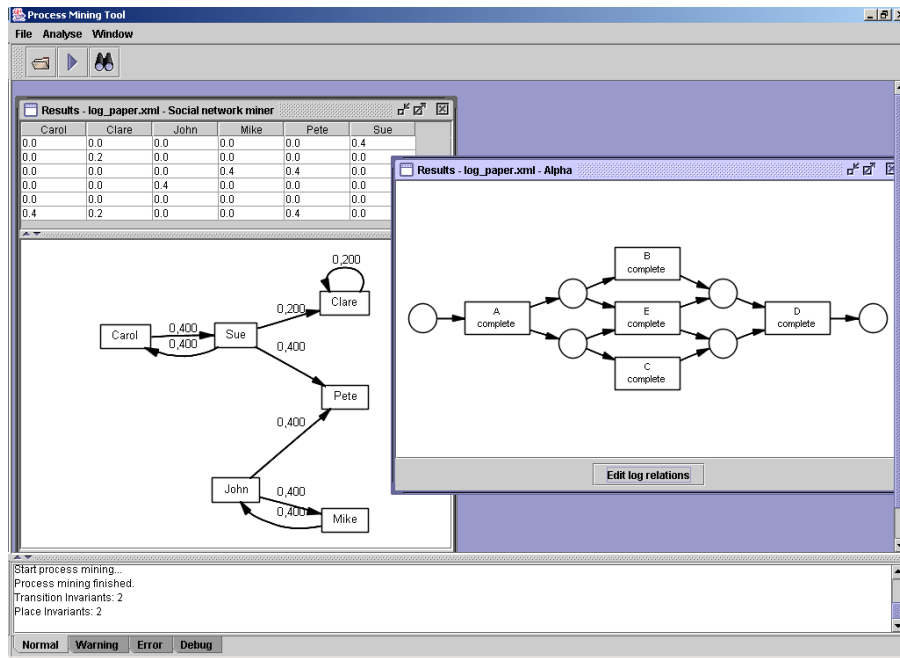 Process Mining Tool
File Analyse Window
Results - log_paper.xml - Social network miner
Carol Clare John Mike Pete Sue
0.0 0.0 0.0 0.0 0.0 0.4
0.0 0.2 0.0 0.0 0.0 0.0
0.0 0.0 0.0 0.4 0.4 0.0
0.0 0.0 0.4 0.0 0.0 0.0
0.0 0.0 0.0 0.0 0.0 0.0
0.4 0.2 0.0 0.0 0.4 0.0
0,200
Clare
0,200
Carol
0,400
0,400
Sue
0,400
Pete
0,400
John
0,400
0,400
Mike
Results - log_paper.xml - Alpha
B
complete
A
complete
E
complete
D
complete
C
complete
Edit log relations
Start process mining...
Process mining finished.
Transition Invariants: 2
Place Invariants: 2
Normal Warning Error Debug